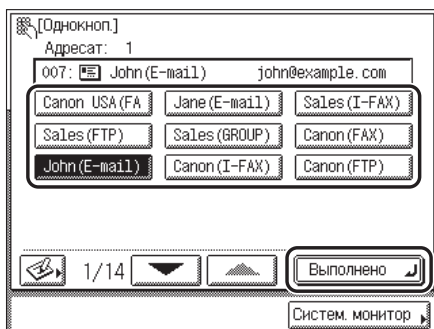 [Однокноп.]
Адресат: 1
007: John(E-mail) john@example.com
Canon USA(FA Jane(E-mail) Sales(I-FAX)
Sales(FTP) Sales(GROUP) Canon(FAX)
John(E-mail) Canon(I-FAX) Canon(FTP)
1/14 Выполнено
Систем. монитор